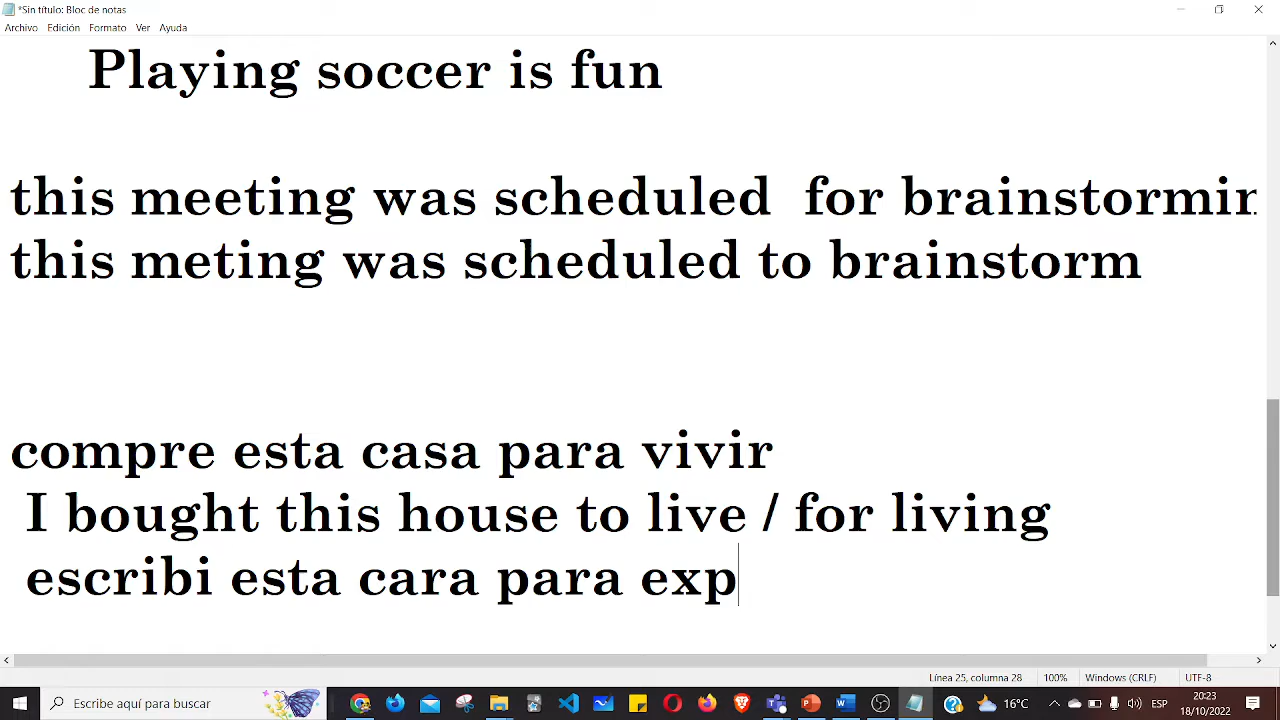 *Sin título: Bloc de notas
Archivo Edición Formato Ver Ayuda
Playing soccer is fun
this meeting was scheduled  for brainstormin
this meting was scheduled to brainstorm
compre esta casa para vivir
I bought this house to live / for living
escribi esta cara para exp
Línea 25, columna 28 100% Windows (CRLF) UTF-8
Escribe aquí para buscar
16°C ESP 20:23
18/10/2022